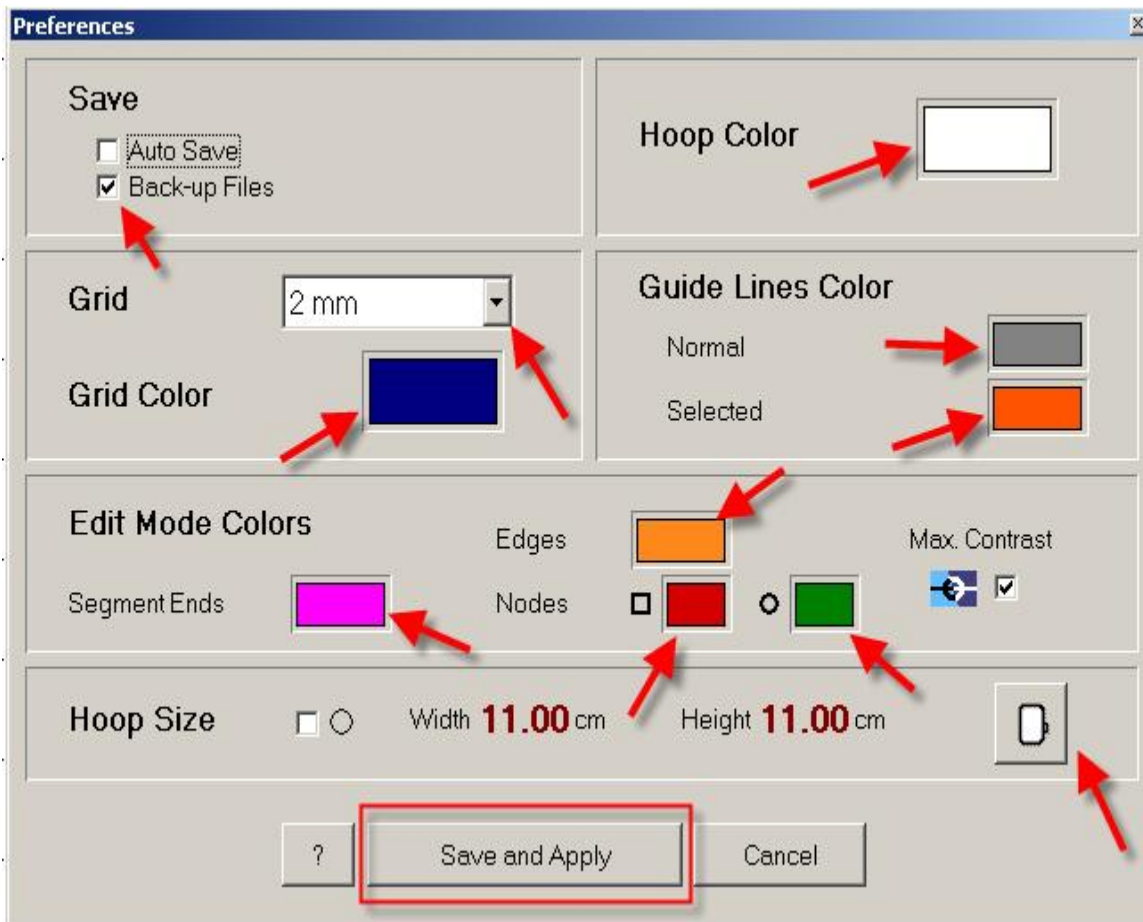 Preferences
Save
Auto Save
Back-up Files
Hoop Color
Grid
2 mm
Grid Color
Guide Lines Color
Normal
Selected
Edit Mode Colors
Edges
Max. Contrast
Segment Ends
Nodes
Hoop Size
Width 11.00 cm
Height 11.00 cm
?
Save and Apply
Cancel